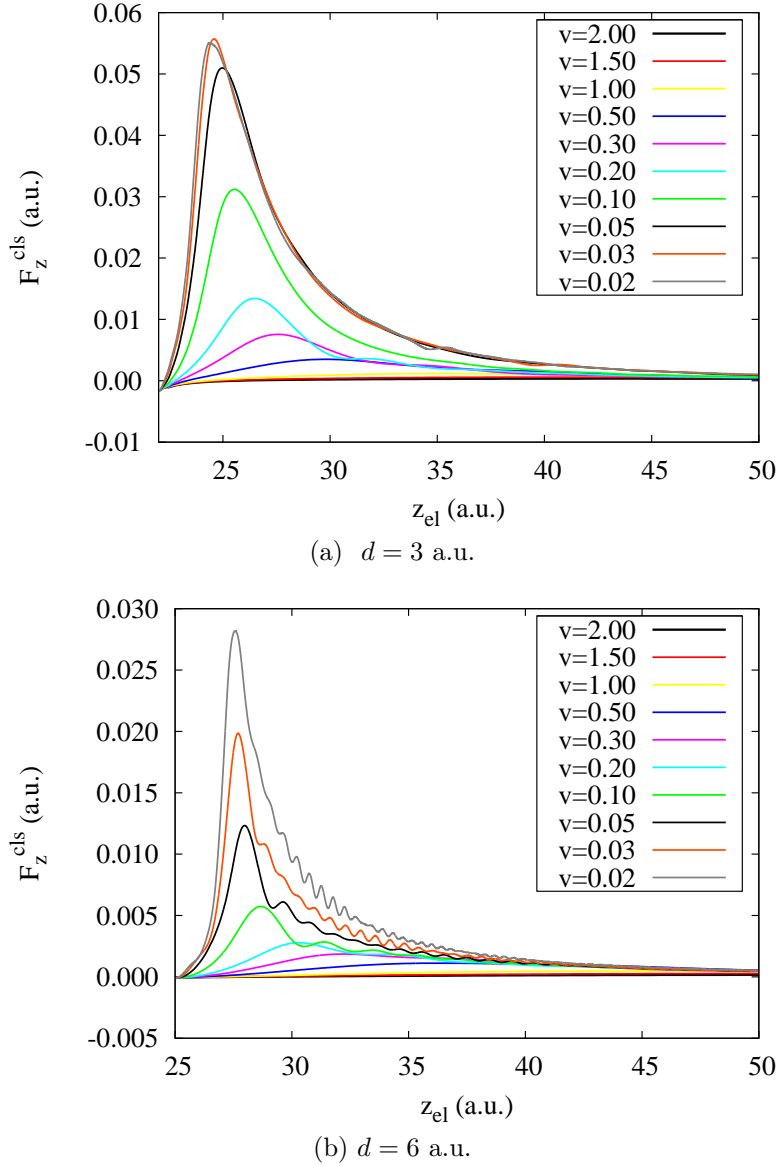 0.06
0.05
0.04
0.03
0.02
0.01
0.00
-0.01
F_z^cls (a.u.)
v=2.00
v=1.50
v=1.00
v=0.50
v=0.30
v=0.20
v=0.10
v=0.05
v=0.03
v=0.02
25 30 35 40 45 50
z_el (a.u.)
(a) d = 3 a.u.
0.030
0.025
0.020
0.015
0.010
0.005
0.000
-0.005
F_z^cls (a.u.)
v=2.00
v=1.50
v=1.00
v=0.50
v=0.30
v=0.20
v=0.10
v=0.05
v=0.03
v=0.02
25 30 35 40 45 50
z_el (a.u.)
(b) d = 6 a.u.